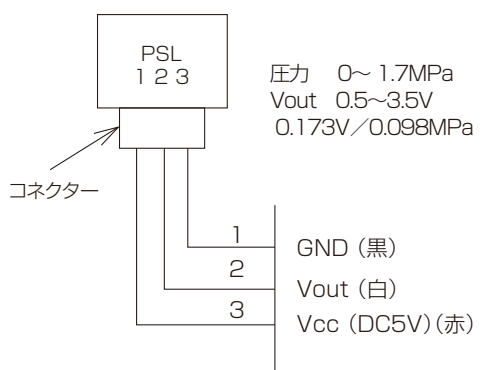 PSL
1 2 3
圧力　0～ 1.7MPa
Vout　0.5～3.5V
0.173V／0.098MPa
コネクター
1
GND（黒）
2
Vout（白）
3
Vcc（DC5V）（赤）